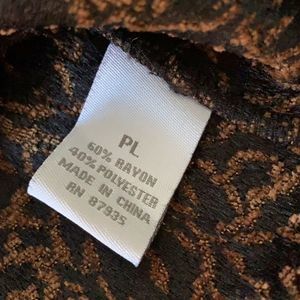 PL
60% RAYON
40% POLYESTER
MADE IN CHINA
RN 87935